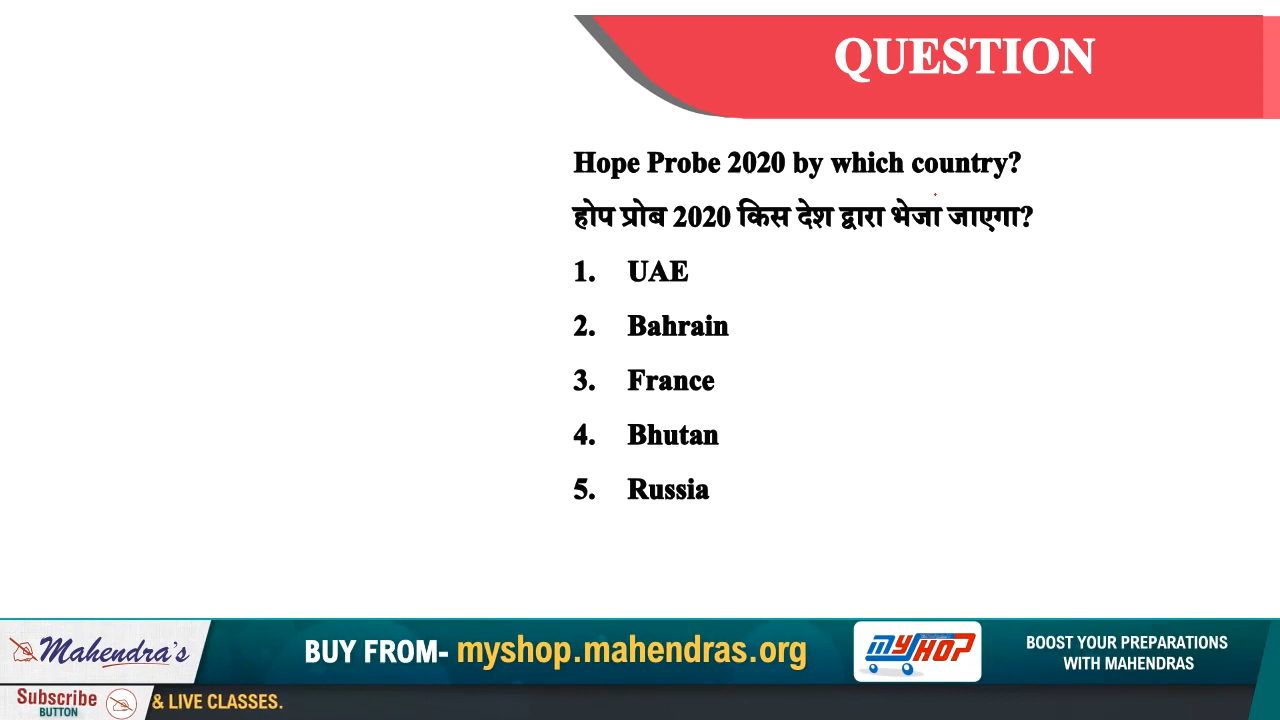 QUESTION
Hope Probe 2020 by which country?
होप प्रोब 2020 किस देश द्वारा भेजा जाएगा?
1. UAE
2. Bahrain
3. France
4. Bhutan
5. Russia
Mahendra's
BUY FROM- myshop.mahendras.org
MYSHOP
BOOST YOUR PREPARATIONS
WITH MAHENDRAS
Subscribe
BUTTON
& LIVE CLASSES.